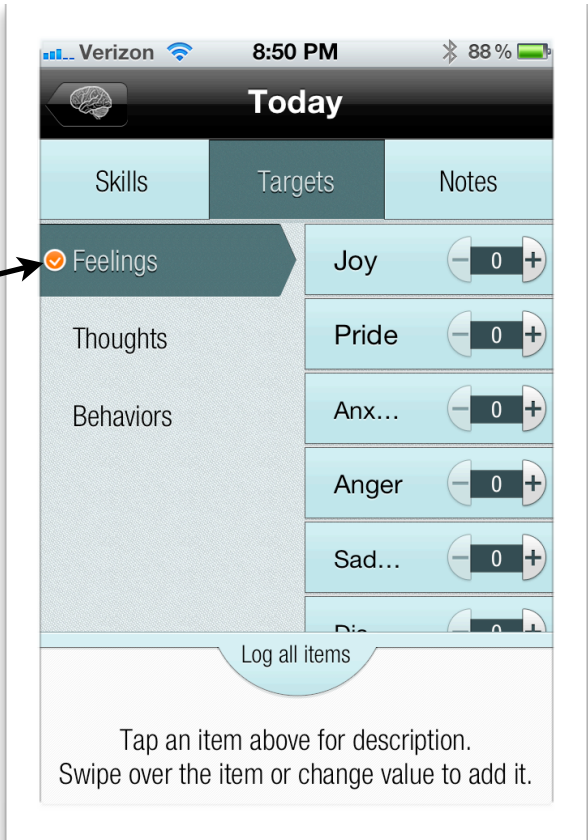 Verizon 8:50 PM 88 %
Today
Skills Targets Notes
Feelings Joy − 0 +
Thoughts Pride − 0 +
Behaviors Anx... − 0 +
Anger − 0 +
Sad... − 0 +
Log all items
Tap an item above for description.
Swipe over the item or change value to add it.